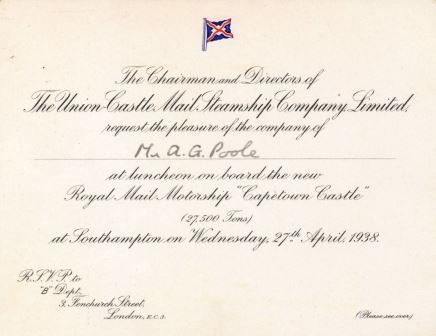 The Chairman and Directors of
The Union-Castle Mail Steamship Company, Limited,
request the pleasure of the company of
Mr A. G. Poole
at luncheon on board the new
Royal Mail Motorship "Capetown Castle"
(27,500 Tons)
at Southampton on Wednesday, 27th April, 1938.
R.S.V.P. to
"B" Dept.,
3, Fenchurch Street,
London, E.C.3.
(Please see over)